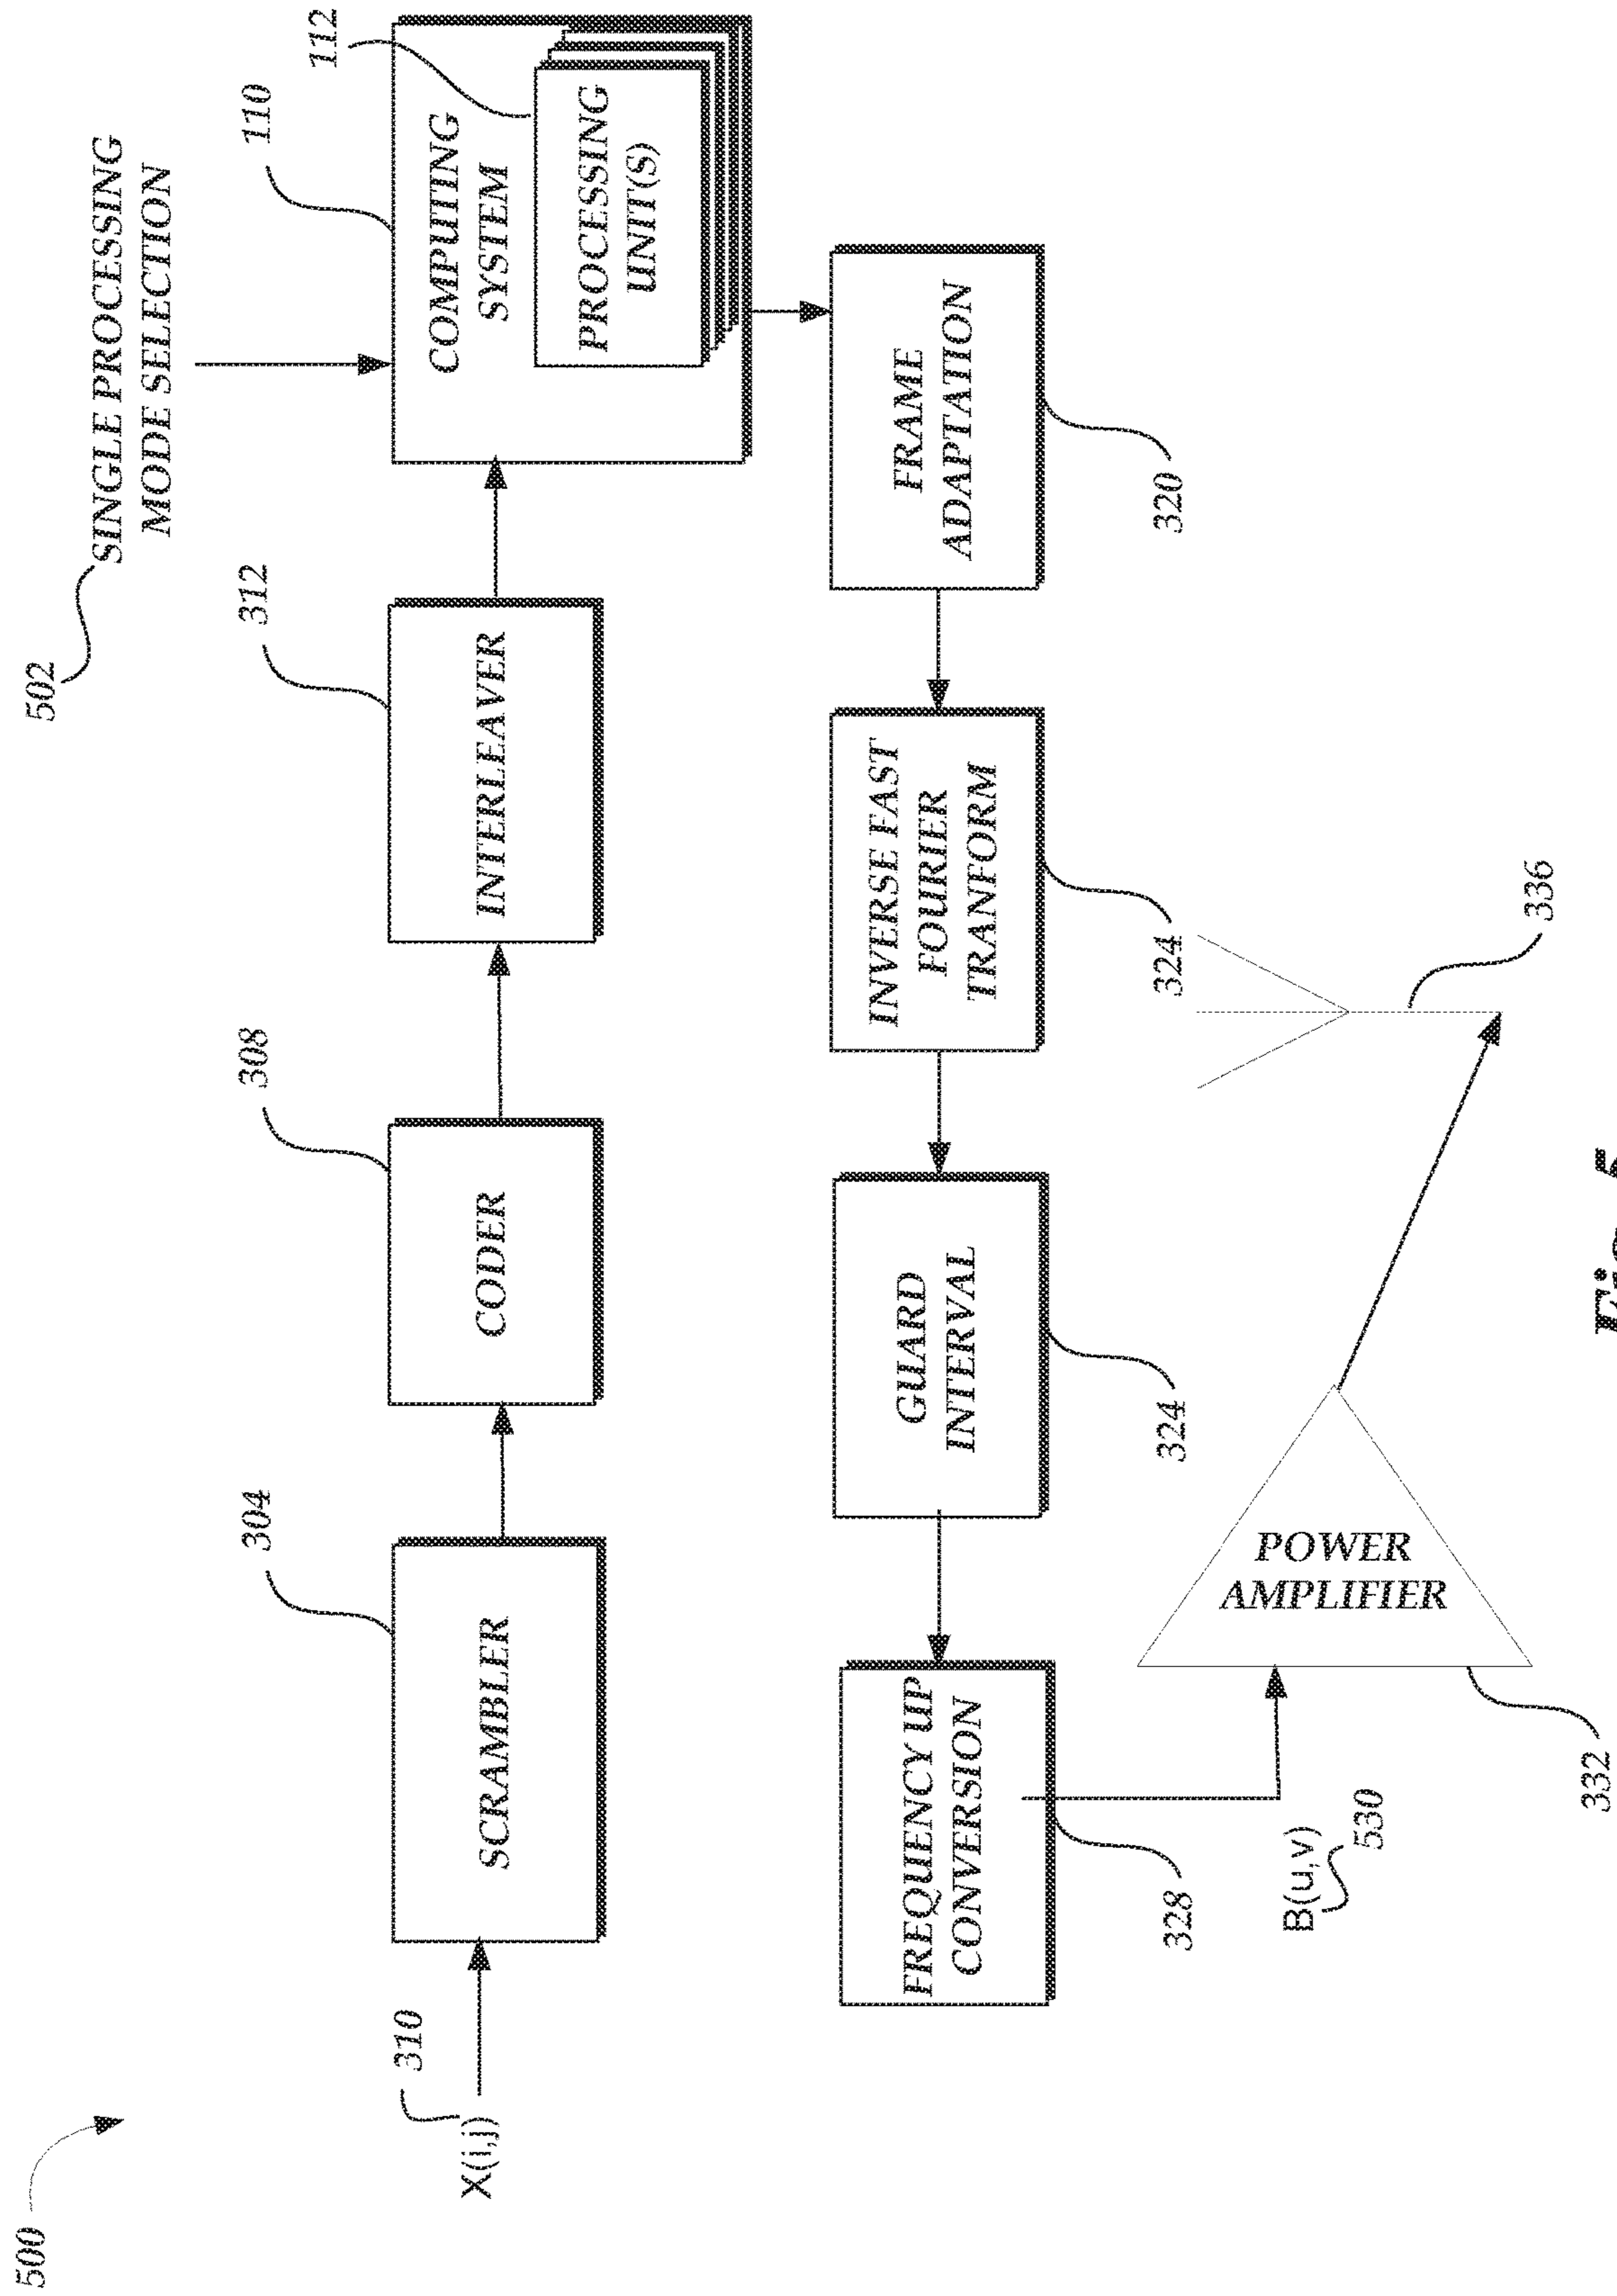 500
502
SINGLE PROCESSING
MODE SELECTION
X(i,j)
310
304
SCRAMBLER
308
CODER
312
INTERLEAVER
110
COMPUTING
SYSTEM
112
PROCESSING
UNIT(S)
FRAME
ADAPTATION
320
INVERSE FAST
FOURIER
TRANFORM
324
GUARD
INTERVAL
324
FREQUENCY UP
CONVERSION
328
B(u,v)
530
POWER
AMPLIFIER
332
336